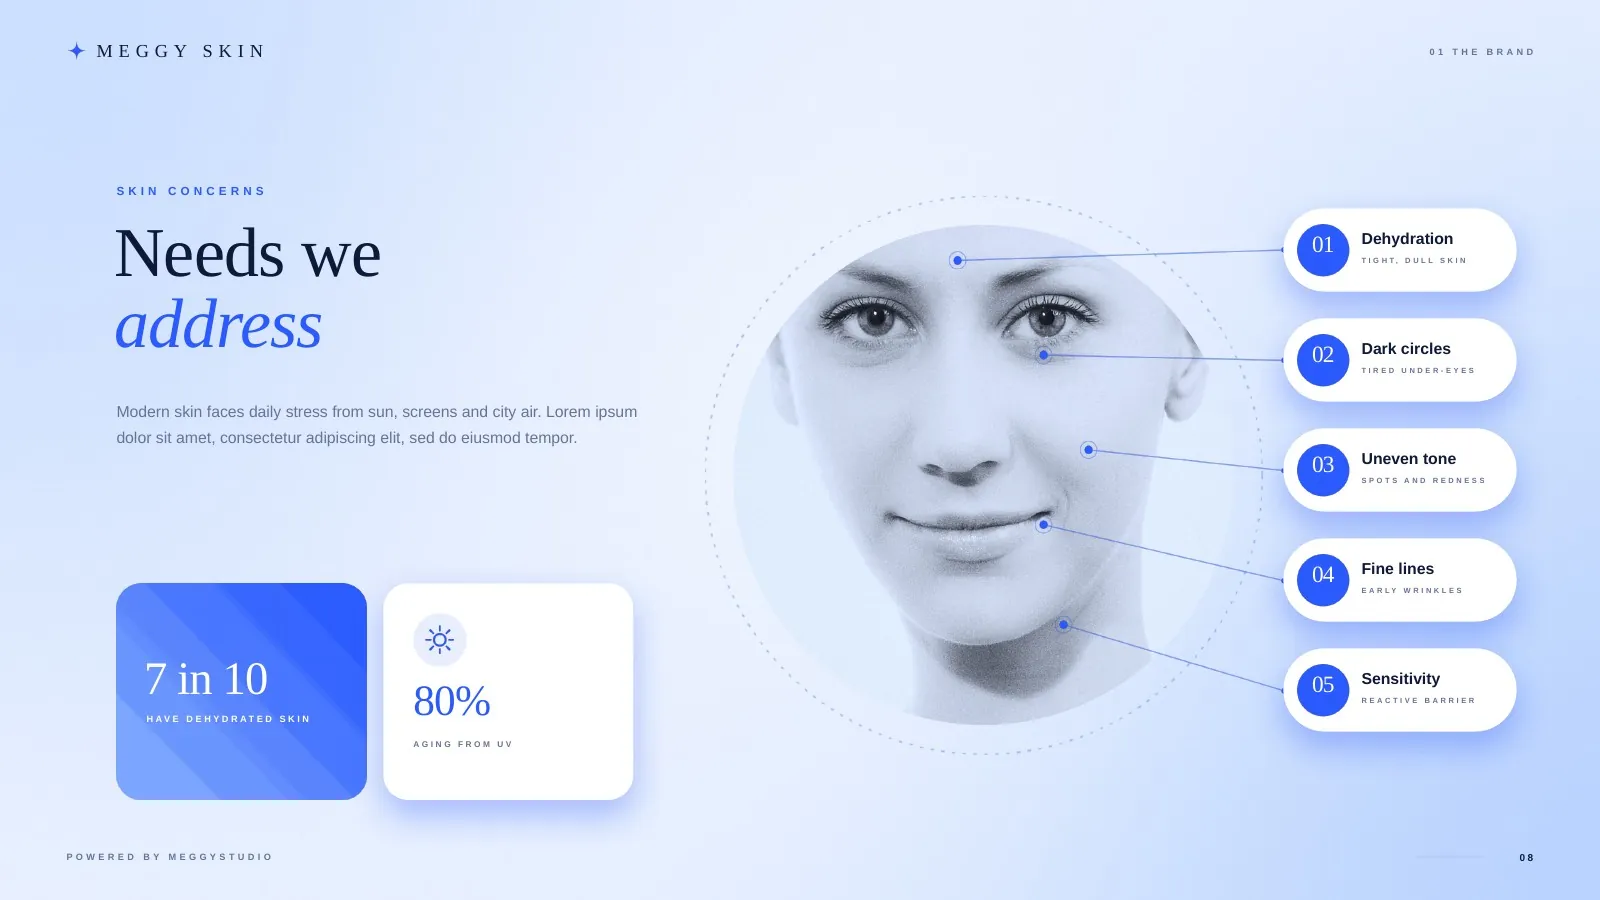 MEGGY SKIN
01 THE BRAND
SKIN CONCERNS
Needs we
address
Modern skin faces daily stress from sun, screens and city air. Lorem ipsum
dolor sit amet, consectetur adipiscing elit, sed do eiusmod tempor.
7 in 10
HAVE DEHYDRATED SKIN
80%
AGING FROM UV
01
Dehydration
TIGHT, DULL SKIN
02
Dark circles
TIRED UNDER-EYES
03
Uneven tone
SPOTS AND REDNESS
04
Fine lines
EARLY WRINKLES
05
Sensitivity
REACTIVE BARRIER
POWERED BY MEGGYSTUDIO
08